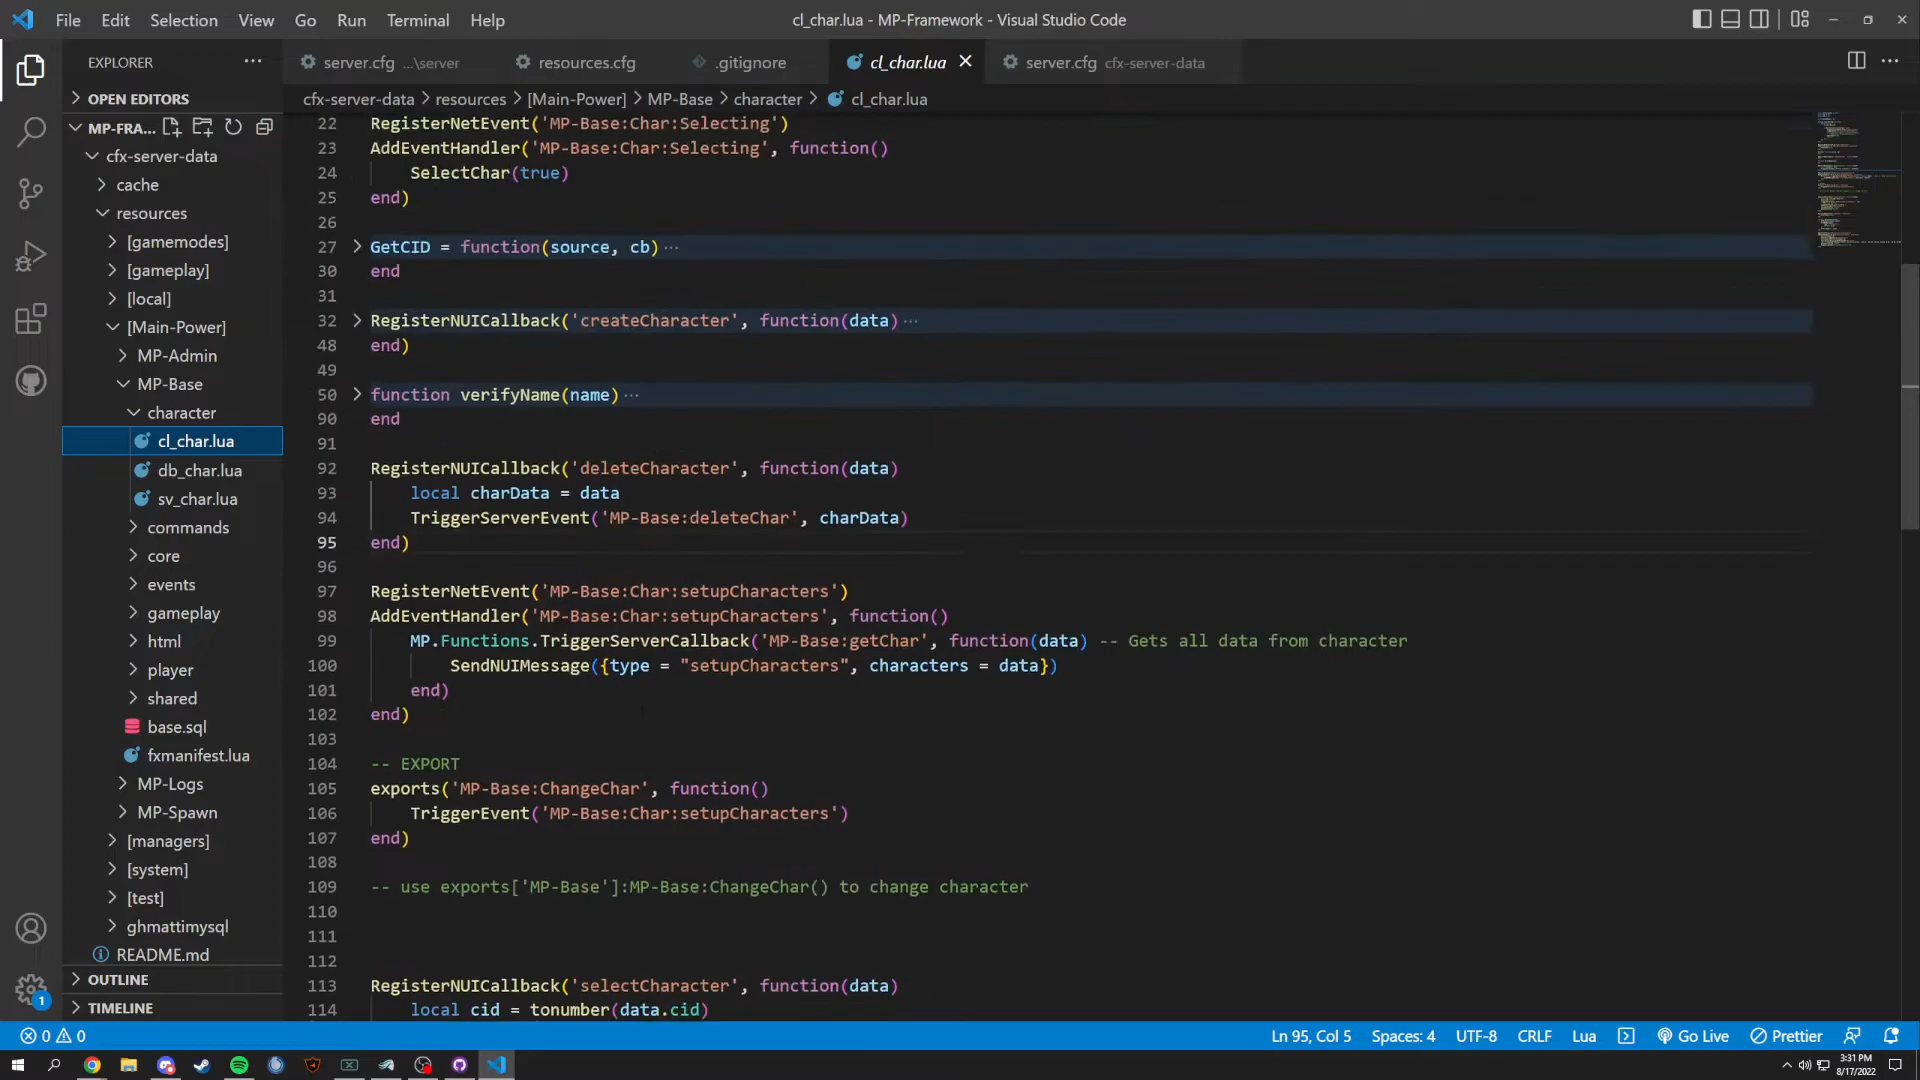 File Edit Selection View Go Run Terminal Help
cl_char.lua - MP-Framework - Visual Studio Code
EXPLORER
server.cfg ...\server
resources.cfg
.gitignore
cl_char.lua
server.cfg cfx-server-data
OPEN EDITORS
cfx-server-data > resources > [Main-Power] > MP-Base > character > cl_char.lua
MP-FRA...
cfx-server-data
cache
resources
[gamemodes]
[gameplay]
[local]
[Main-Power]
MP-Admin
MP-Base
character
cl_char.lua
db_char.lua
sv_char.lua
commands
core
events
gameplay
html
player
shared
base.sql
fxmanifest.lua
MP-Logs
MP-Spawn
[managers]
[system]
[test]
ghmattimysql
README.md
OUTLINE
TIMELINE
22 RegisterNetEvent('MP-Base:Char:Selecting')
23 AddEventHandler('MP-Base:Char:Selecting', function()
24 SelectChar(true)
25 end)
26
27 GetCID = function(source, cb)...
30 end
31
32 RegisterNUICallback('createCharacter', function(data)...
48 end)
49
50 function verifyName(name)...
90 end
91
92 RegisterNUICallback('deleteCharacter', function(data)
93 local charData = data
94 TriggerServerEvent('MP-Base:deleteChar', charData)
95 end)
96
97 RegisterNetEvent('MP-Base:Char:setupCharacters')
98 AddEventHandler('MP-Base:Char:setupCharacters', function()
99 MP.Functions.TriggerServerCallback('MP-Base:getChar', function(data) -- Gets all data from character
100 SendNUIMessage({type = "setupCharacters", characters = data})
101 end)
102 end)
103
104 -- EXPORT
105 exports('MP-Base:ChangeChar', function()
106 TriggerEvent('MP-Base:Char:setupCharacters')
107 end)
108
109 -- use exports['MP-Base']:MP-Base:ChangeChar() to change character
110
111
112
113 RegisterNUICallback('selectCharacter', function(data)
114 local cid = tonumber(data.cid)
1
0 0
Ln 95, Col 5 Spaces: 4 UTF-8 CRLF Lua Go Live Prettier
3:31 PM
8/17/2022